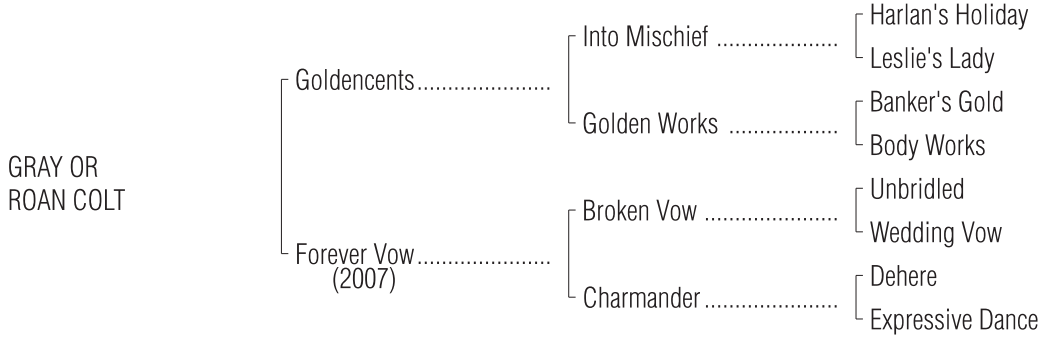 Harlan's Holiday
Into Mischief ....................
Leslie's Lady
Goldencents......................
Banker's Gold
Golden Works ..................
Body Works
GRAY OR
ROAN COLT
Unbridled
Broken Vow ......................
Wedding Vow
Forever Vow......................
(2007)
Dehere
Charmander......................
Expressive Dance